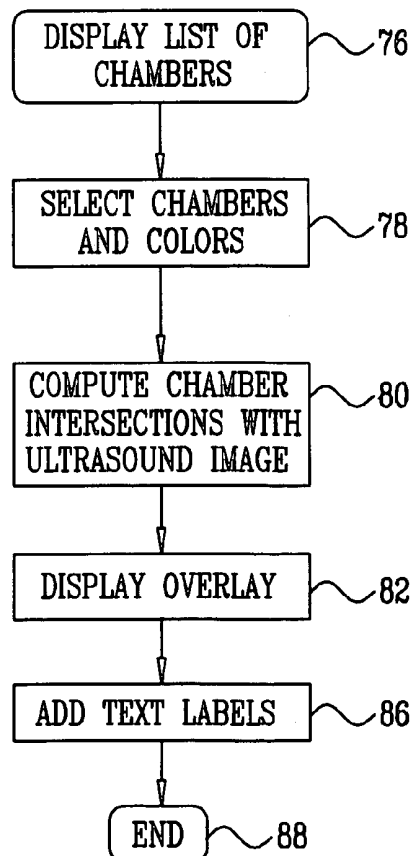 DISPLAY LIST OF
CHAMBERS
76
SELECT CHAMBERS
AND COLORS
78
COMPUTE CHAMBER
INTERSECTIONS WITH
ULTRASOUND IMAGE
80
DISPLAY OVERLAY
82
ADD TEXT LABELS
86
END
88